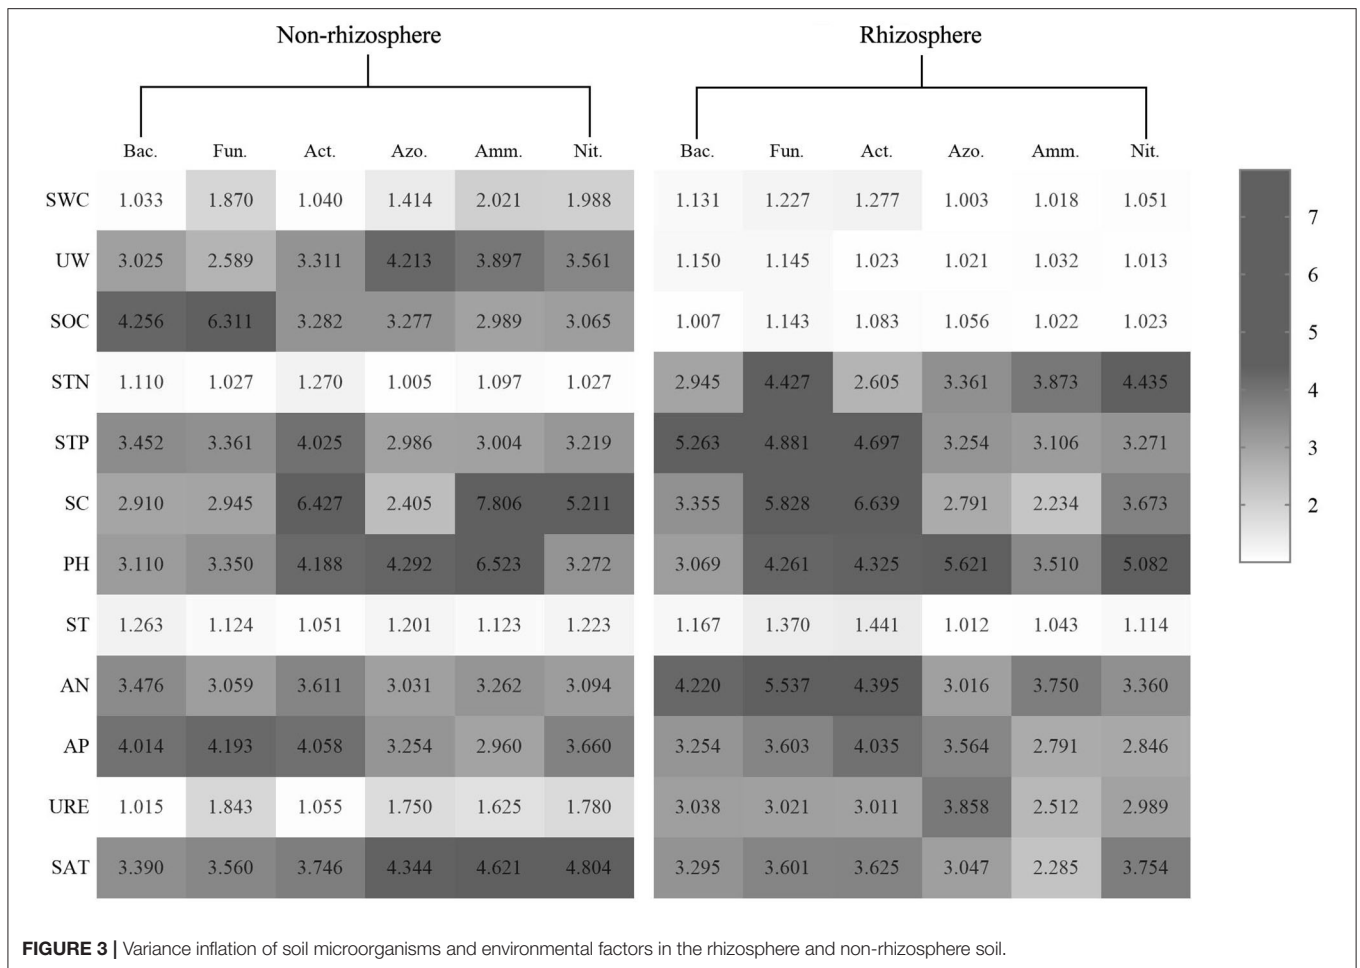 Non-rhizosphere Rhizosphere
Bac. Fun. Act. Azo. Amm. Nit. Bac. Fun. Act. Azo. Amm. Nit.
SWC 1.033 1.870 1.040 1.414 2.021 1.988 1.131 1.227 1.277 1.003 1.018 1.051
7
UW 3.025 2.589 3.311 4.213 3.897 3.561 1.150 1.145 1.023 1.021 1.032 1.013
6
SOC 4.256 6.311 3.282 3.277 2.989 3.065 1.007 1.143 1.083 1.056 1.022 1.023
5
STN 1.110 1.027 1.270 1.005 1.097 1.027 2.945 4.427 2.605 3.361 3.873 4.435
4
STP 3.452 3.361 4.025 2.986 3.004 3.219 5.263 4.881 4.697 3.254 3.106 3.271
3
SC 2.910 2.945 6.427 2.405 7.806 5.211 3.355 5.828 6.639 2.791 2.234 3.673
2
PH 3.110 3.350 4.188 4.292 6.523 3.272 3.069 4.261 4.325 5.621 3.510 5.082
ST 1.263 1.124 1.051 1.201 1.123 1.223 1.167 1.370 1.441 1.012 1.043 1.114
AN 3.476 3.059 3.611 3.031 3.262 3.094 4.220 5.537 4.395 3.016 3.750 3.360
AP 4.014 4.193 4.058 3.254 2.960 3.660 3.254 3.603 4.035 3.564 2.791 2.846
URE 1.015 1.843 1.055 1.750 1.625 1.780 3.038 3.021 3.011 3.858 2.512 2.989
SAT 3.390 3.560 3.746 4.344 4.621 4.804 3.295 3.601 3.625 3.047 2.285 3.754
FIGURE 3 | Variance inflation of soil microorganisms and environmental factors in the rhizosphere and non-rhizosphere soil.